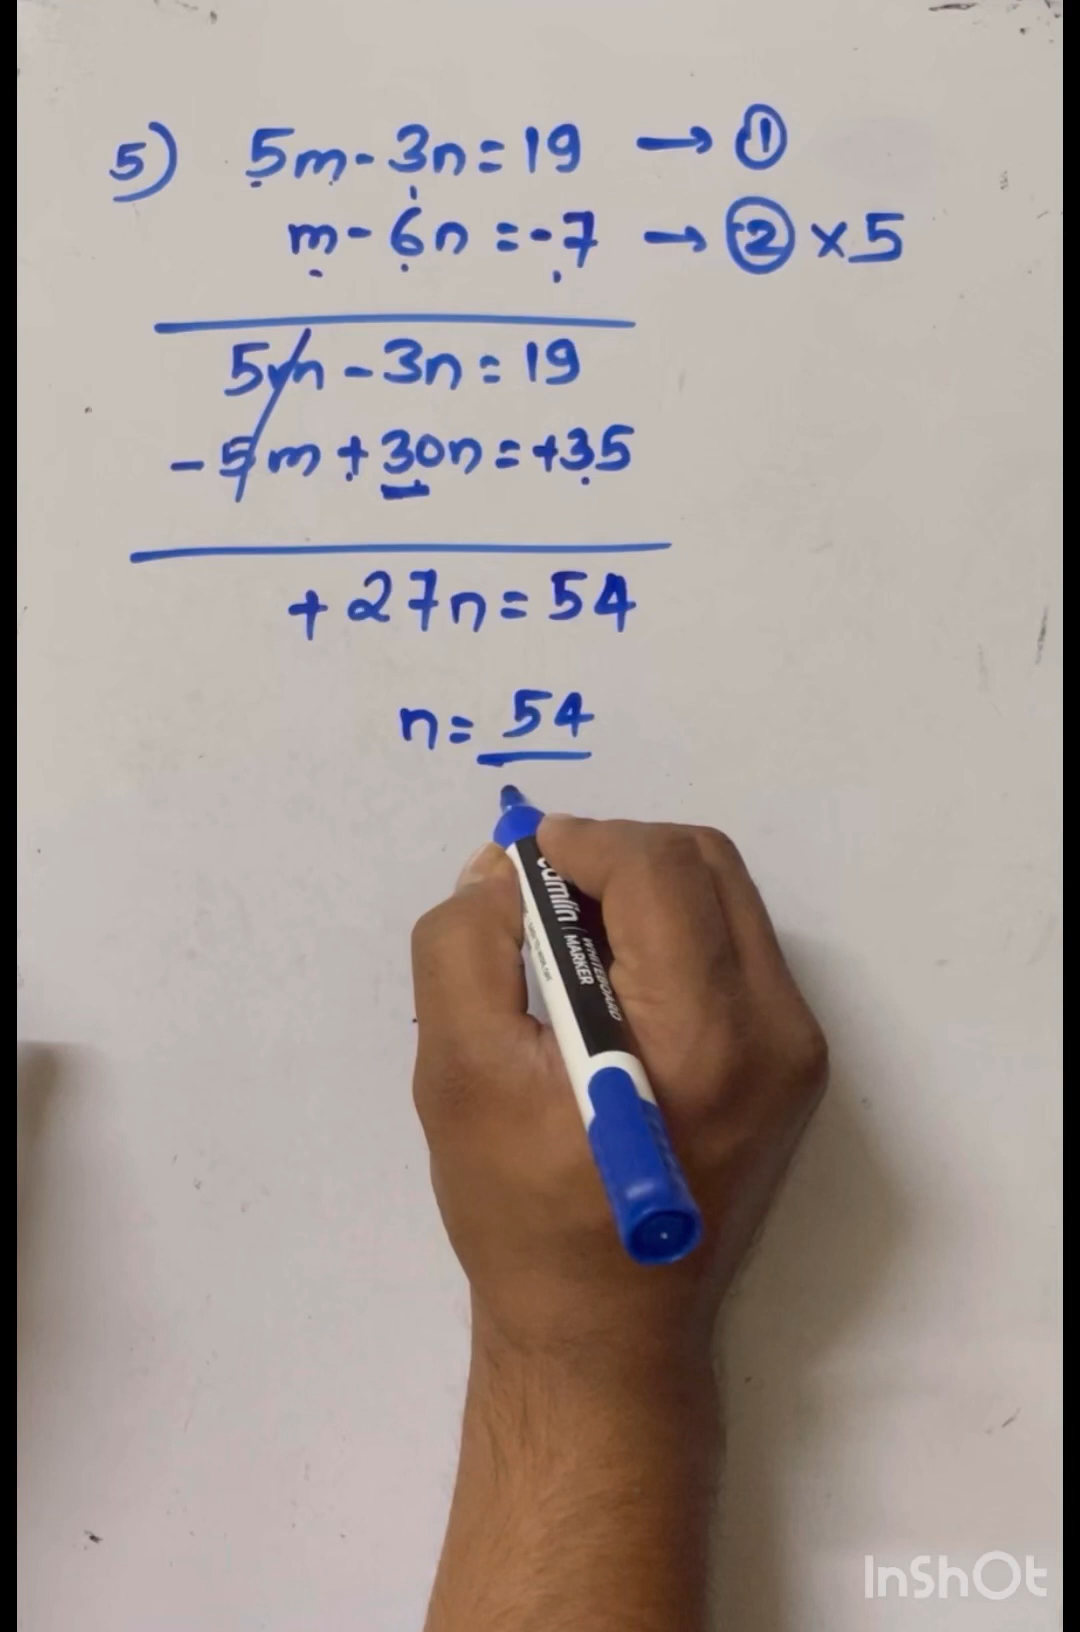 5) 5m-3n=19 → ①
m-6n=-7 → ② ×5
5m-3n=19
-5m+30n=+35
+27n=54
n=54
camlin
WHITEBOARD
MARKER
InShOt